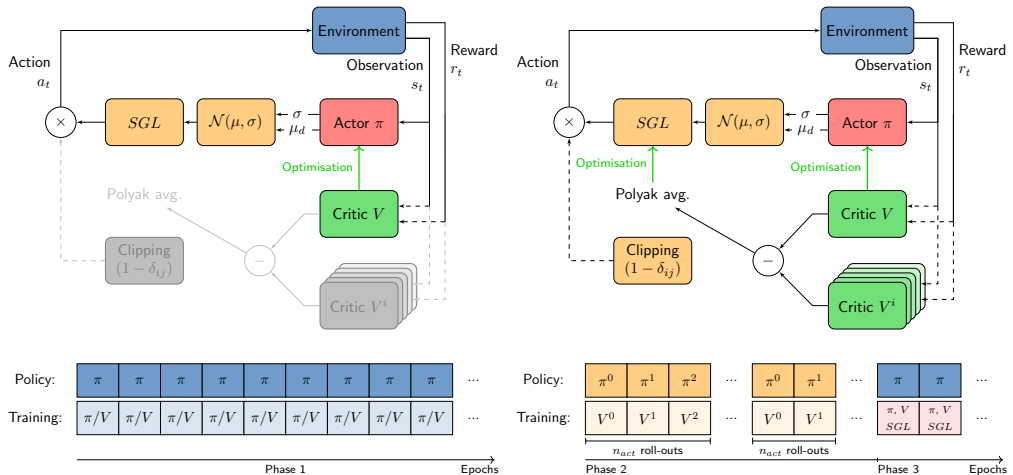 Environment
Action
a_t
Reward
r_t
Observation
s_t
×
SGL
N(μ, σ)
σ
μ_d
Actor π
Optimisation
Polyak avg.
Critic V
Clipping
(1 − δ_ij)
−
Critic V^i
Policy: π π π π π π π π π ...
Training: π/V π/V π/V π/V π/V π/V π/V π/V π/V ...
Phase 1
Epochs
Environment
Action
a_t
Reward
r_t
Observation
s_t
×
SGL
N(μ, σ)
σ
μ_d
Actor π
Optimisation
Optimisation
Polyak avg.
Critic V
Clipping
(1 − δ_ij)
−
Critic V^i
Policy: π^0 π^1 π^2 ... π^0 π^1 ... π π ...
Training: V^0 V^1 V^2 ... V^0 V^1 ... π, V SGL π, V SGL ...
n_act roll-outs
n_act roll-outs
Phase 2
Phase 3
Epochs